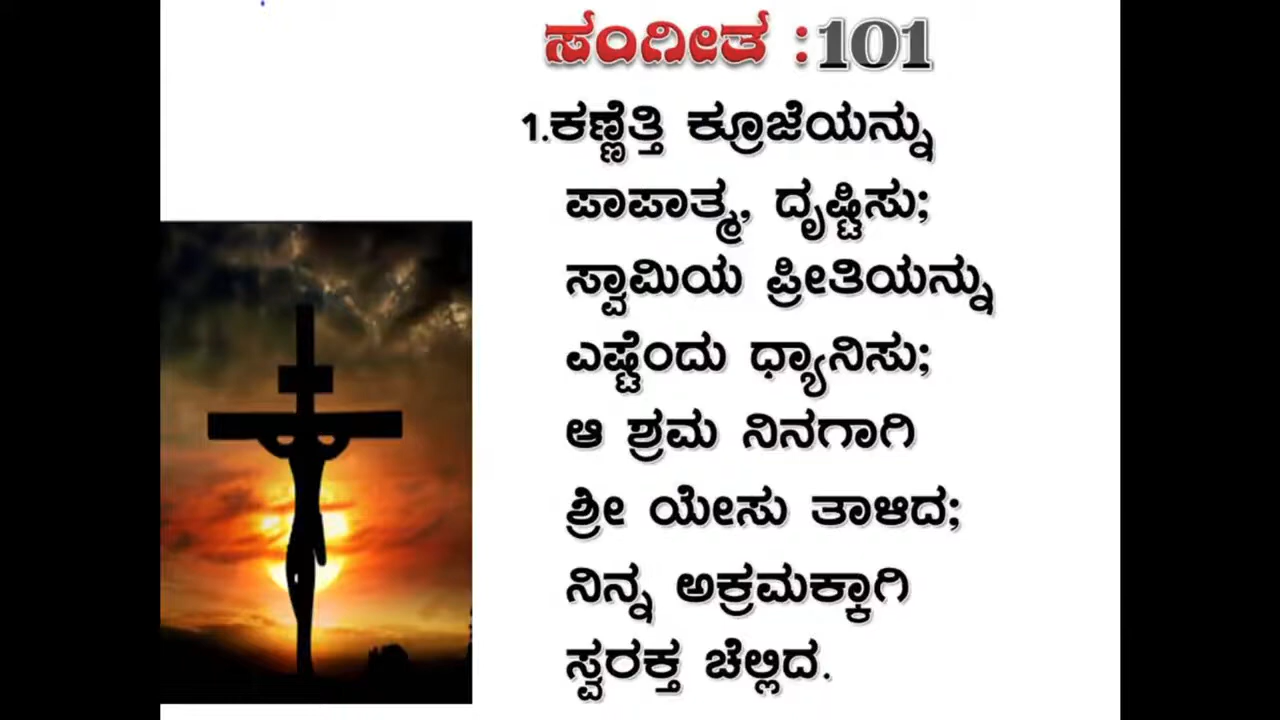 ಸಂಗೀತ :101
1.ಕಣ್ಣೆತ್ತಿ ಕ್ರೂಜೆಯನ್ನು
ಪಾಪಾತ್ಮ, ದೃಷ್ಟಿಸು;
ಸ್ವಾಮಿಯ ಪ್ರೀತಿಯನ್ನು
ಎಷ್ಟೆಂದು ಧ್ಯಾನಿಸು;
ಆ ಶ್ರಮ ನಿನಗಾಗಿ
ಶ್ರೀ ಯೇಸು ತಾಳಿದ;
ನಿನ್ನ ಅಕ್ರಮಕ್ಕಾಗಿ
ಸ್ವರಕ್ತ ಚೆಲ್ಲಿದ.